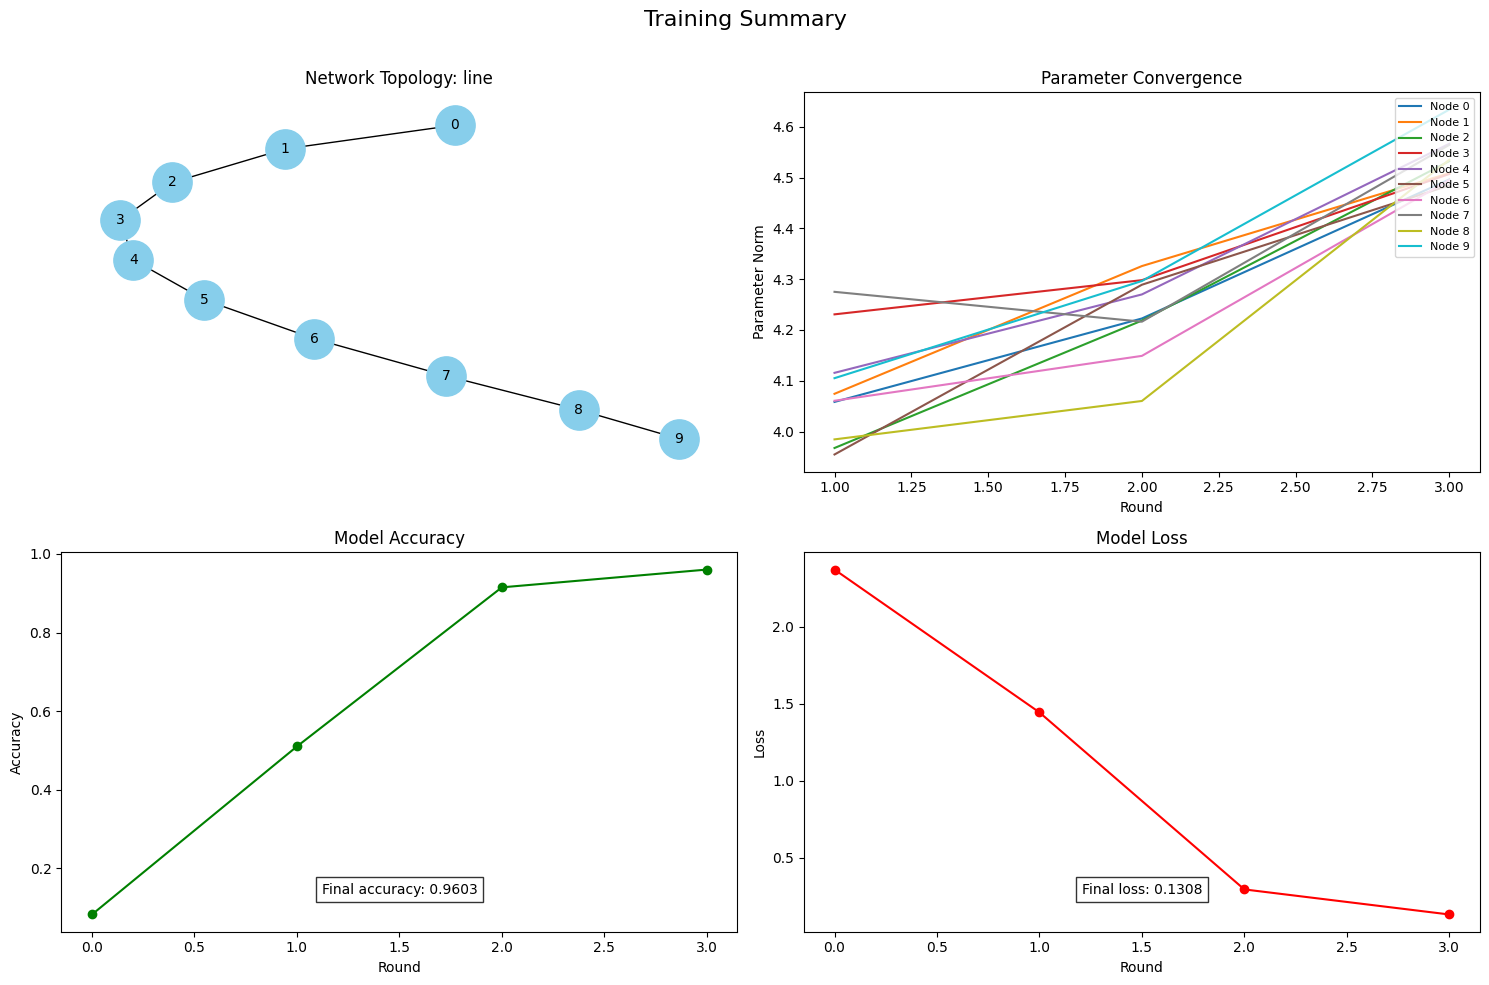 Training Summary
Network Topology: line
0
1
2
3
4
5
6
7
8
9
Parameter Convergence
Parameter Norm
4.6
4.5
4.4
4.3
4.2
4.1
4.0
Node 0
Node 1
Node 2
Node 3
Node 4
Node 5
Node 6
Node 7
Node 8
Node 9
1.00 1.25 1.50 1.75 2.00 2.25 2.50 2.75 3.00
Round
Model Accuracy
Accuracy
1.0
0.8
0.6
0.4
0.2
Final accuracy: 0.9603
0.0 0.5 1.0 1.5 2.0 2.5 3.0
Round
Model Loss
Loss
2.0
1.5
1.0
0.5
Final loss: 0.1308
0.0 0.5 1.0 1.5 2.0 2.5 3.0
Round